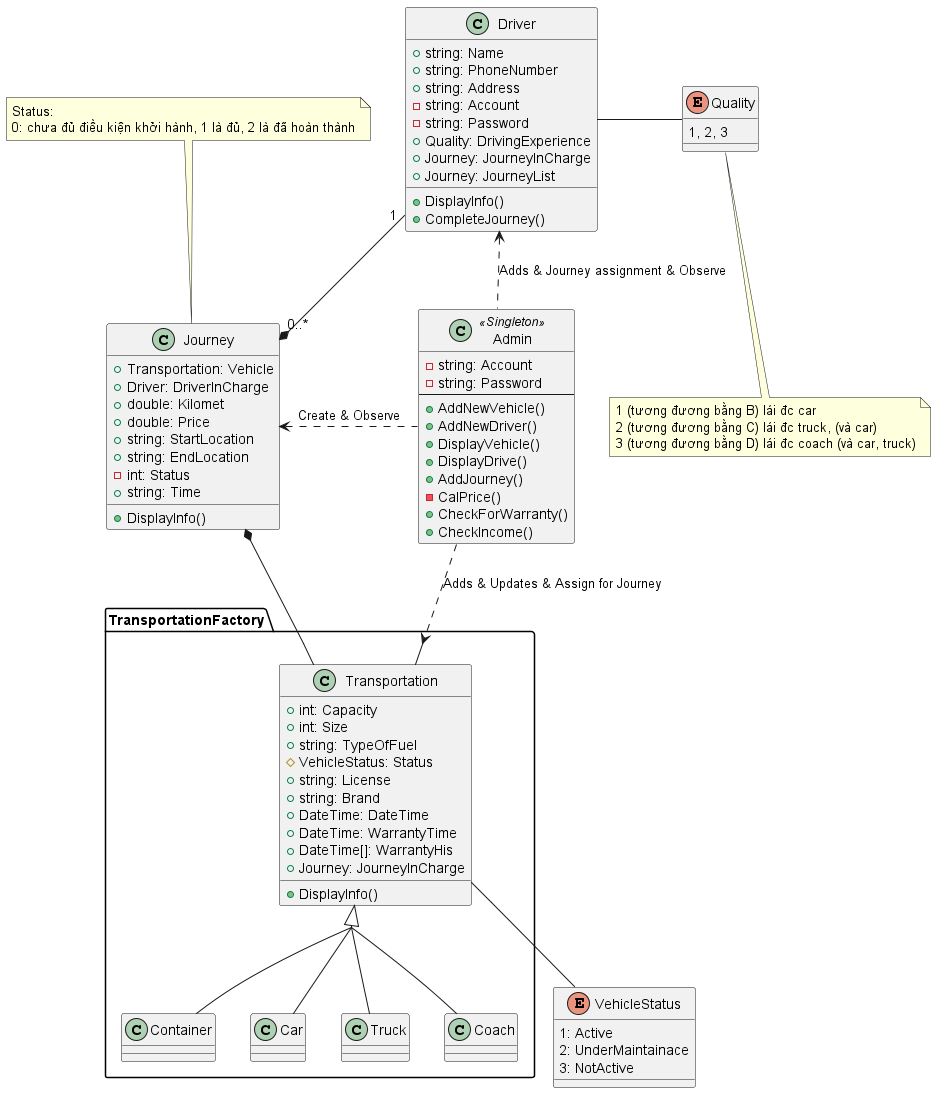 Driver
string: Name
string: PhoneNumber
string: Address
string: Account
string: Password
Quality: DrivingExperience
Journey: JourneyInCharge
Journey: JourneyList
DisplayInfo()
CompleteJourney()
E Quality
1, 2, 3
Status:
0: chưa đủ điều kiện khởi hành, 1 là đủ, 2 là đã hoàn thành
1
0..*
Adds & Journey assignment & Observe
C Journey
Transportation: Vehicle
Driver: DriverInCharge
double: Kilomet
double: Price
string: StartLocation
string: EndLocation
int: Status
string: Time
DisplayInfo()
Create & Observe
C «Singleton»
Admin
string: Account
string: Password
AddNewVehicle()
AddNewDriver()
DisplayVehicle()
DisplayDrive()
AddJourney()
CalPrice()
CheckForWarranty()
CheckIncome()
1 (tương đương bằng B) lái đc car
2 (tương đương bằng C) lái đc truck, (và car)
3 (tương đương bằng D) lái đc coach (và car, truck)
Adds & Updates & Assign for Journey
TransportationFactory
C Transportation
int: Capacity
int: Size
string: TypeOfFuel
VehicleStatus: Status
string: License
string: Brand
DateTime: DateTime
DateTime: WarrantyTime
DateTime[]: WarrantyHis
Journey: JourneyInCharge
DisplayInfo()
C Container
C Car
C Truck
C Coach
E VehicleStatus
1: Active
2: UnderMaintainace
3: NotActive